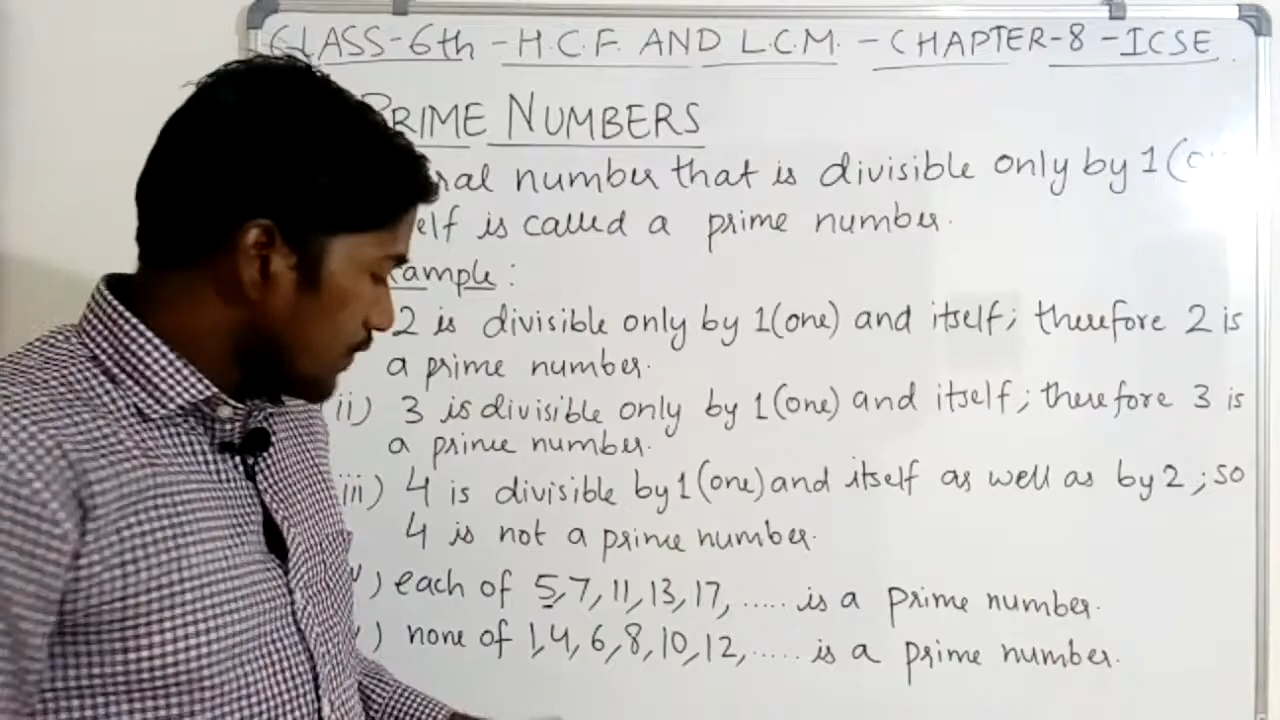 CLASS-6th - H.C.F. AND L.C.M. - CHAPTER-8 - ICSE
PRIME NUMBERS
number that is divisible only by 1
is called a prime number.
Example:
2 is divisible only by 1(one) and itself; therefore 2 is
a prime number.
ii) 3 is divisible only by 1(one) and itself; therefore 3 is
a prime number.
iii) 4 is divisible by 1(one) and itself as well as by 2; so
4 is not a prime number.
) each of 5, 7, 11, 13, 17, ..... is a prime number.
) none of 1, 4, 6, 8, 10, 12, ..... is a prime number.